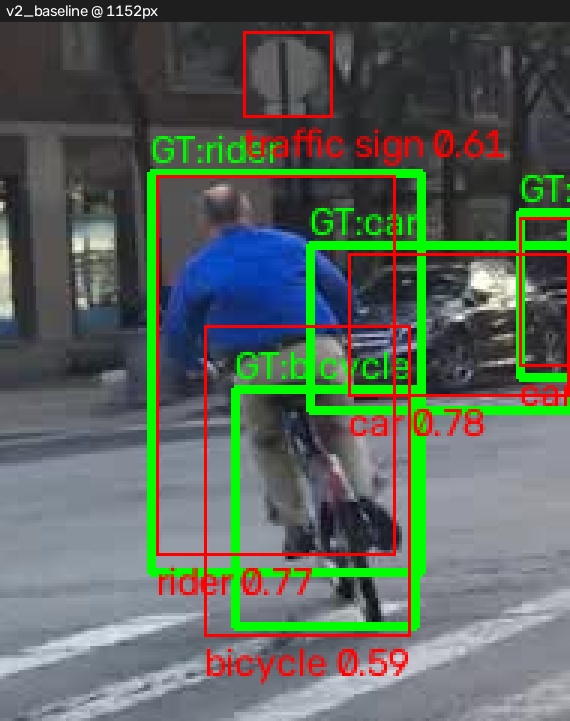 v2_baseline @ 1152px
traffic sign 0.61
GT:rider
GT:
GT:car
GT:bicycle
car
car 0.78
rider 0.77
bicycle 0.59